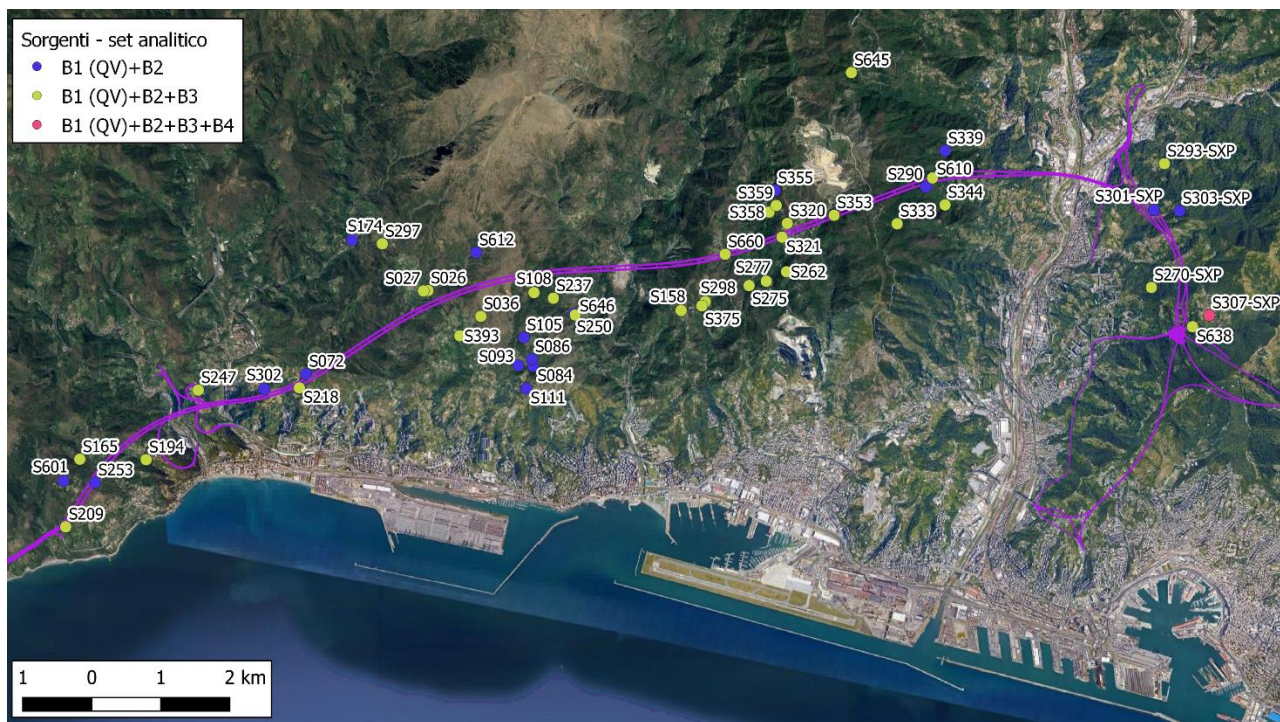 Sorgenti - set analitico
B1 (QV)+B2
B1 (QV)+B2+B3
B1 (QV)+B2+B3+B4
S645
S339
S293-SXP
S290
S610
S355
S359
S344
S301-SXP
S303-SXP
S358
S320
S353
S333
S174
S297
S321
S612
S660
S262
S277
S270-SXP
S027
S026
S108
S237
S275
S298
S158
S307-SXP
S036
S646
S250
S375
S638
S393
S105
S086
S093
S084
S072
S302
S247
S218
S111
S165
S194
S601
S253
S209
1 0 1 2 km